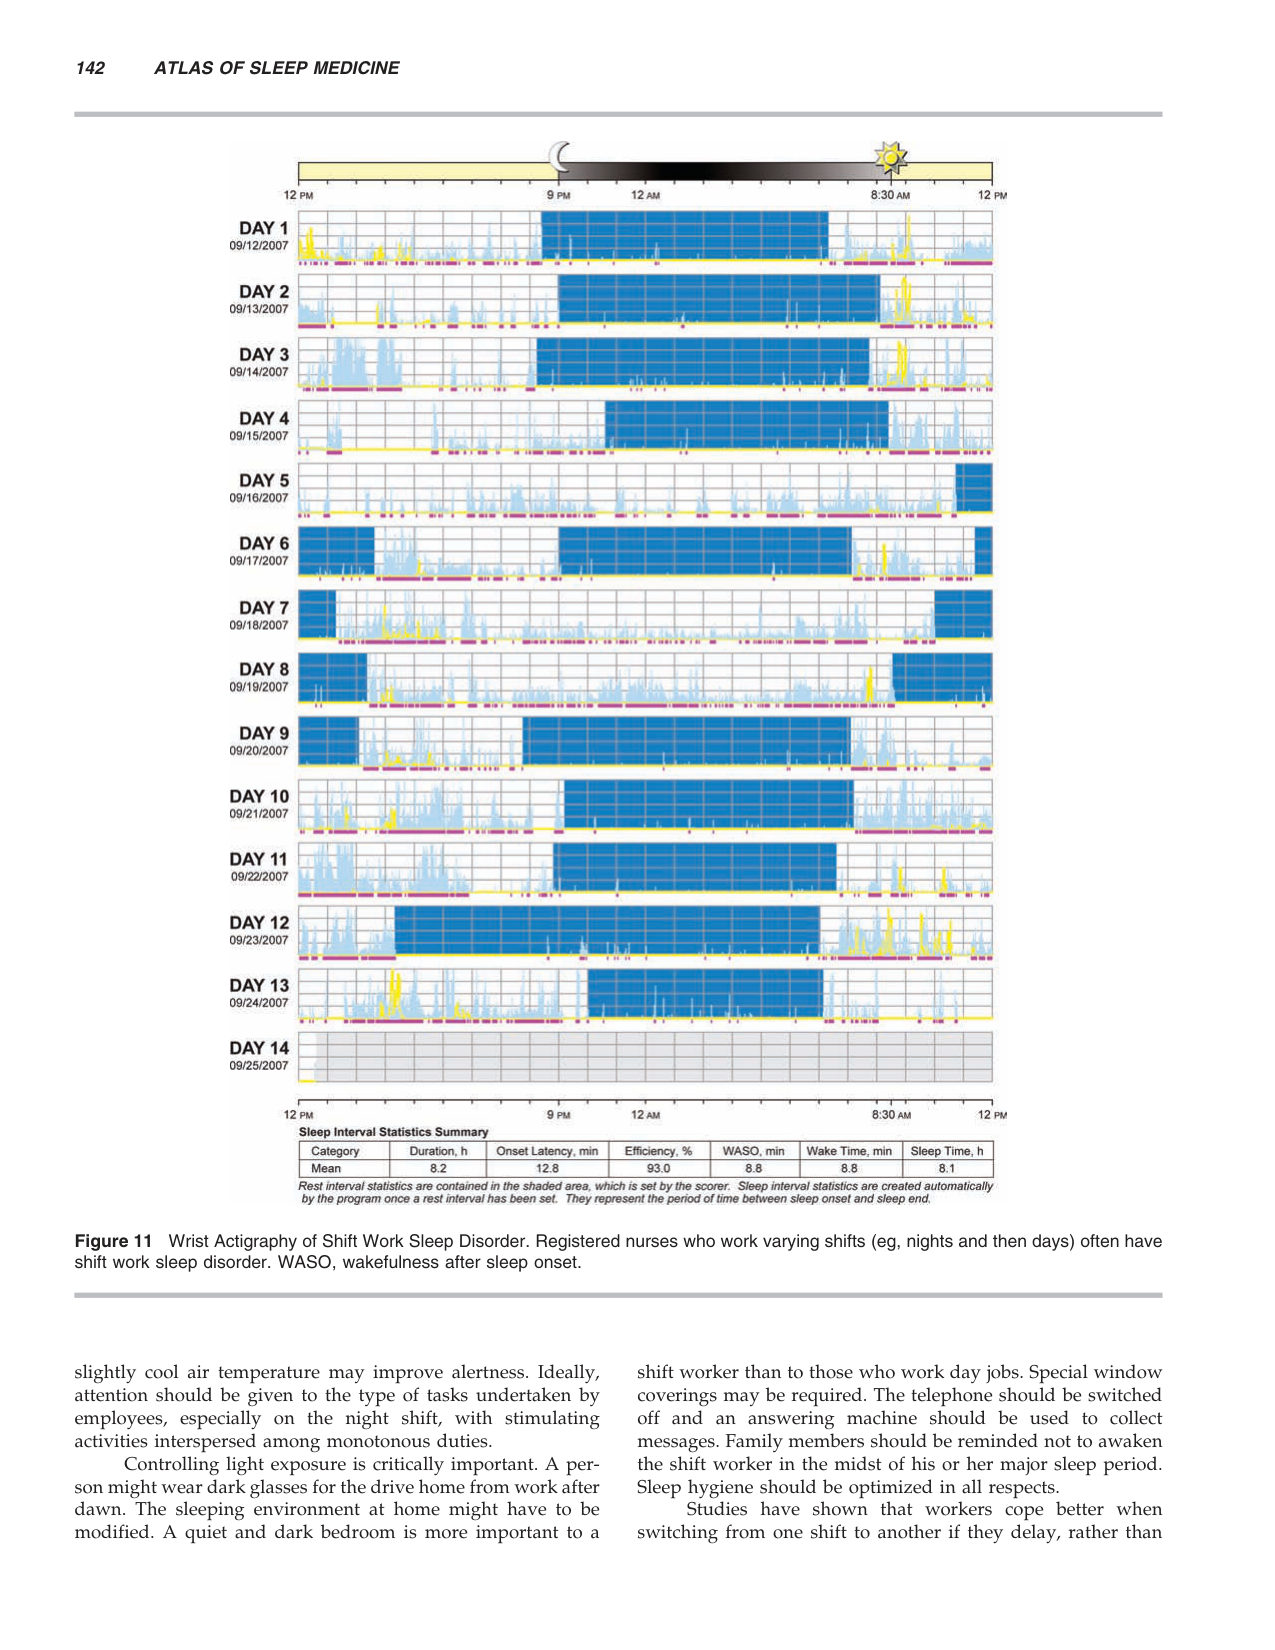 142 ATLAS OF SLEEP MEDICINE
12 PM 9 PM 12 AM 8:30 AM 12 PM
DAY 1
09/12/2007
DAY 2
09/13/2007
DAY 3
09/14/2007
DAY 4
09/15/2007
DAY 5
09/16/2007
DAY 6
09/17/2007
DAY 7
09/18/2007
DAY 8
09/19/2007
DAY 9
09/20/2007
DAY 10
09/21/2007
DAY 11
09/22/2007
DAY 12
09/23/2007
DAY 13
09/24/2007
DAY 14
09/25/2007
12 PM 9 PM 12 AM 8:30 AM 12 PM
Sleep Interval Statistics Summary
Category Duration, h Onset Latency, min Efficiency, % WASO, min Wake Time, min Sleep Time, h
Mean 8.2 12.8 93.0 8.8 8.8 8.1
Rest interval statistics are contained in the shaded area, which is set by the scorer. Sleep interval statistics are created automatically
by the program once a rest interval has been set. They represent the period of time between sleep onset and sleep end.
Figure 11 Wrist Actigraphy of Shift Work Sleep Disorder. Registered nurses who work varying shifts (eg, nights and then days) often have
shift work sleep disorder. WASO, wakefulness after sleep onset.
slightly cool air temperature may improve alertness. Ideally,
attention should be given to the type of tasks undertaken by
employees, especially on the night shift, with stimulating
activities interspersed among monotonous duties.
Controlling light exposure is critically important. A per-
son might wear dark glasses for the drive home from work after
dawn. The sleeping environment at home might have to be
modified. A quiet and dark bedroom is more important to a
shift worker than to those who work day jobs. Special window
coverings may be required. The telephone should be switched
off and an answering machine should be used to collect
messages. Family members should be reminded not to awaken
the shift worker in the midst of his or her major sleep period.
Sleep hygiene should be optimized in all respects.
Studies have shown that workers cope better when
switching from one shift to another if they delay, rather than